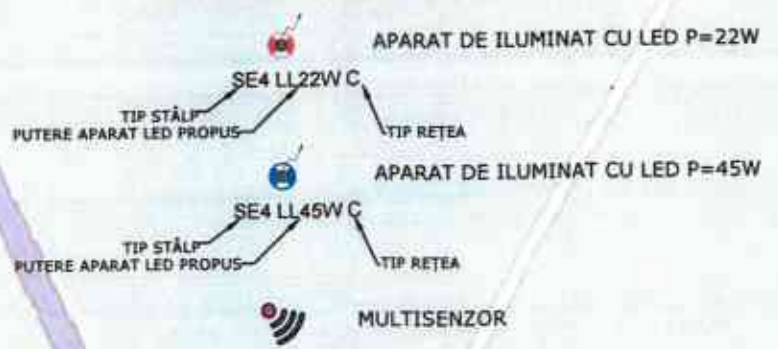 APARAT DE ILUMINAT CU LED P=22W
SE4 LL22W C
TIP STÂLP
PUTERE APARAT LED PROPUS
TIP REȚEA
APARAT DE ILUMINAT CU LED P=45W
SE4 LL45W C
TIP STÂLP
PUTERE APARAT LED PROPUS
TIP REȚEA
MULTISENZOR